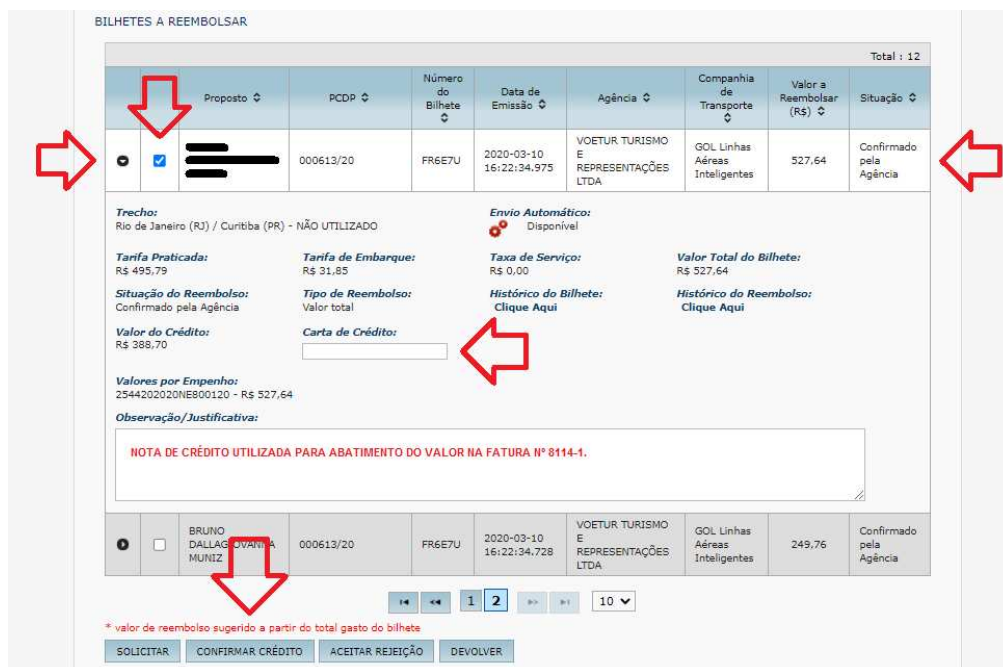 BILHETES A REEMBOLSAR
Total : 12
Proposto PCDP Número do Bilhete Data de Emissão Agência Companhia de Transporte Valor a Reembolsar (R$) Situação
000613/20 FR6E7U 2020-03-10 16:22:34.975 VOETUR TURISMO E REPRESENTAÇÕES LTDA GOL Linhas Aéreas Inteligentes 527,64 Confirmado pela Agência
Trecho: Envio Automático:
Rio de Janeiro (RJ) / Curitiba (PR) - NÃO UTILIZADO Disponível
Tarifa Praticada: Tarifa de Embarque: Taxa de Serviço: Valor Total do Bilhete:
R$ 495,79 R$ 31,85 R$ 0,00 R$ 527,64
Situação do Reembolso: Tipo de Reembolso: Histórico do Bilhete: Histórico do Reembolso:
Confirmado pela Agência Valor total Clique Aqui Clique Aqui
Valor do Crédito: Carta de Crédito:
R$ 388,70
Valores por Empenho:
2544202020NE800120 - R$ 527,64
Observação/Justificativa:
NOTA DE CRÉDITO UTILIZADA PARA ABATIMENTO DO VALOR NA FATURA Nº 8114-1.
BRUNO MUNIZ 000613/20 FR6E7U 2020-03-10 16:22:34.728 VOETUR TURISMO E REPRESENTAÇÕES LTDA GOL Linhas Aéreas Inteligentes 249,76 Confirmado pela Agência
1 2 10
* valor de reembolso sugerido a partir do total gasto do bilhete
SOLICITAR CONFIRMAR CRÉDITO ACEITAR REJEIÇÃO DEVOLVER